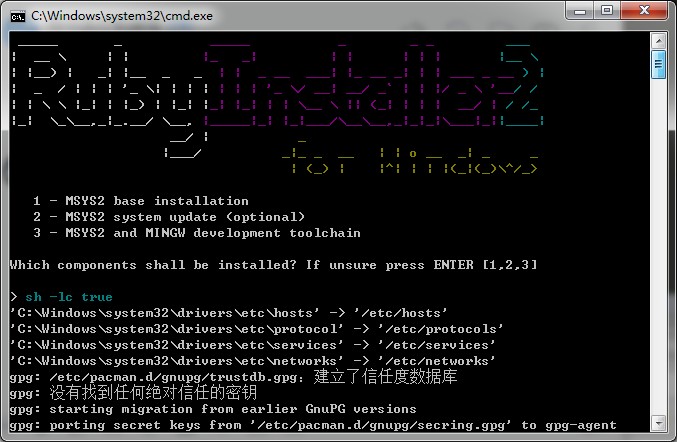 C:\Windows\system32\cmd.exe
RubyInstaller2
for Windows
1 - MSYS2 base installation
2 - MSYS2 system update (optional)
3 - MSYS2 and MINGW development toolchain
Which components shall be installed? If unsure press ENTER [1,2,3]
> sh -lc true
'C:\Windows\system32\drivers\etc\hosts' -> '/etc/hosts'
'C:\Windows\system32\drivers\etc\protocol' -> '/etc/protocols'
'C:\Windows\system32\drivers\etc\services' -> '/etc/services'
'C:\Windows\system32\drivers\etc\networks' -> '/etc/networks'
gpg: /etc/pacman.d/gnupg/trustdb.gpg：建立了信任度数据库
gpg: 没有找到任何绝对信任的密钥
gpg: starting migration from earlier GnuPG versions
gpg: porting secret keys from '/etc/pacman.d/gnupg/secring.gpg' to gpg-agent